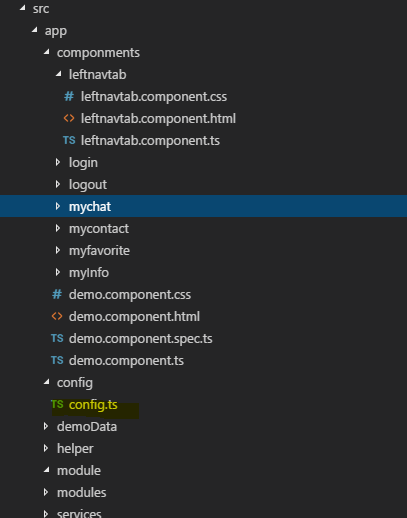 src
app
componments
leftnavtab
# leftnavtab.component.css
<> leftnavtab.component.html
TS leftnavtab.component.ts
login
logout
mychat
mycontact
myfavorite
myInfo
# demo.component.css
<> demo.component.html
TS demo.component.spec.ts
TS demo.component.ts
config
TS config.ts
demoData
helper
module
modules
services